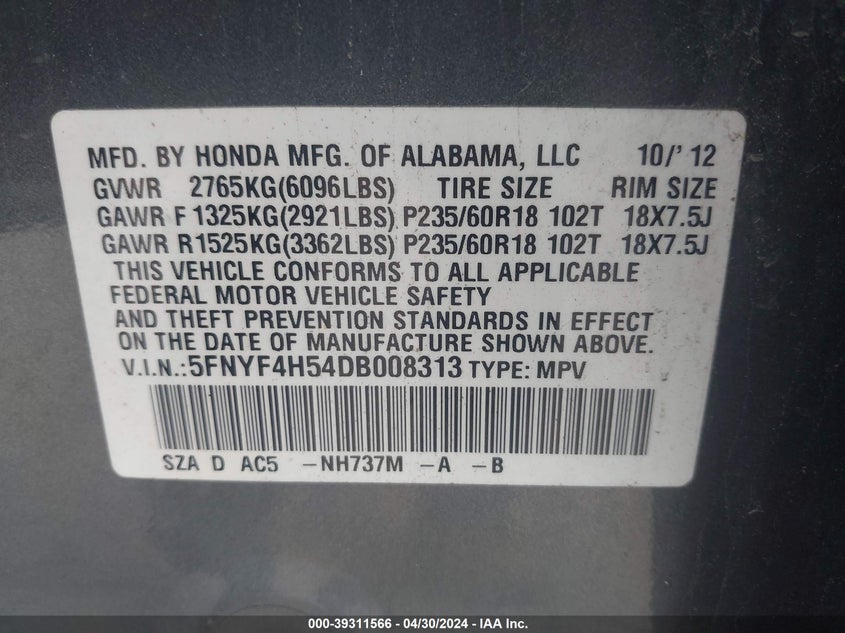 MFD. BY HONDA MFG. OF ALABAMA, LLC 10/'12
GVWR 2765KG(6096LBS) TIRE SIZE RIM SIZE
GAWR F 1325KG(2921LBS) P235/60R18 102T 18X7.5J
GAWR R1525KG(3362LBS) P235/60R18 102T 18X7.5J
THIS VEHICLE CONFORMS TO ALL APPLICABLE
FEDERAL MOTOR VEHICLE SAFETY
AND THEFT PREVENTION STANDARDS IN EFFECT
ON THE DATE OF MANUFACTURE SHOWN ABOVE.
V.I.N.:5FNYF4H54DB008313 TYPE: MPV
SZA D AC5 -NH737M -A -B
000-39311566 / 04/30/2024 - IAA Inc.